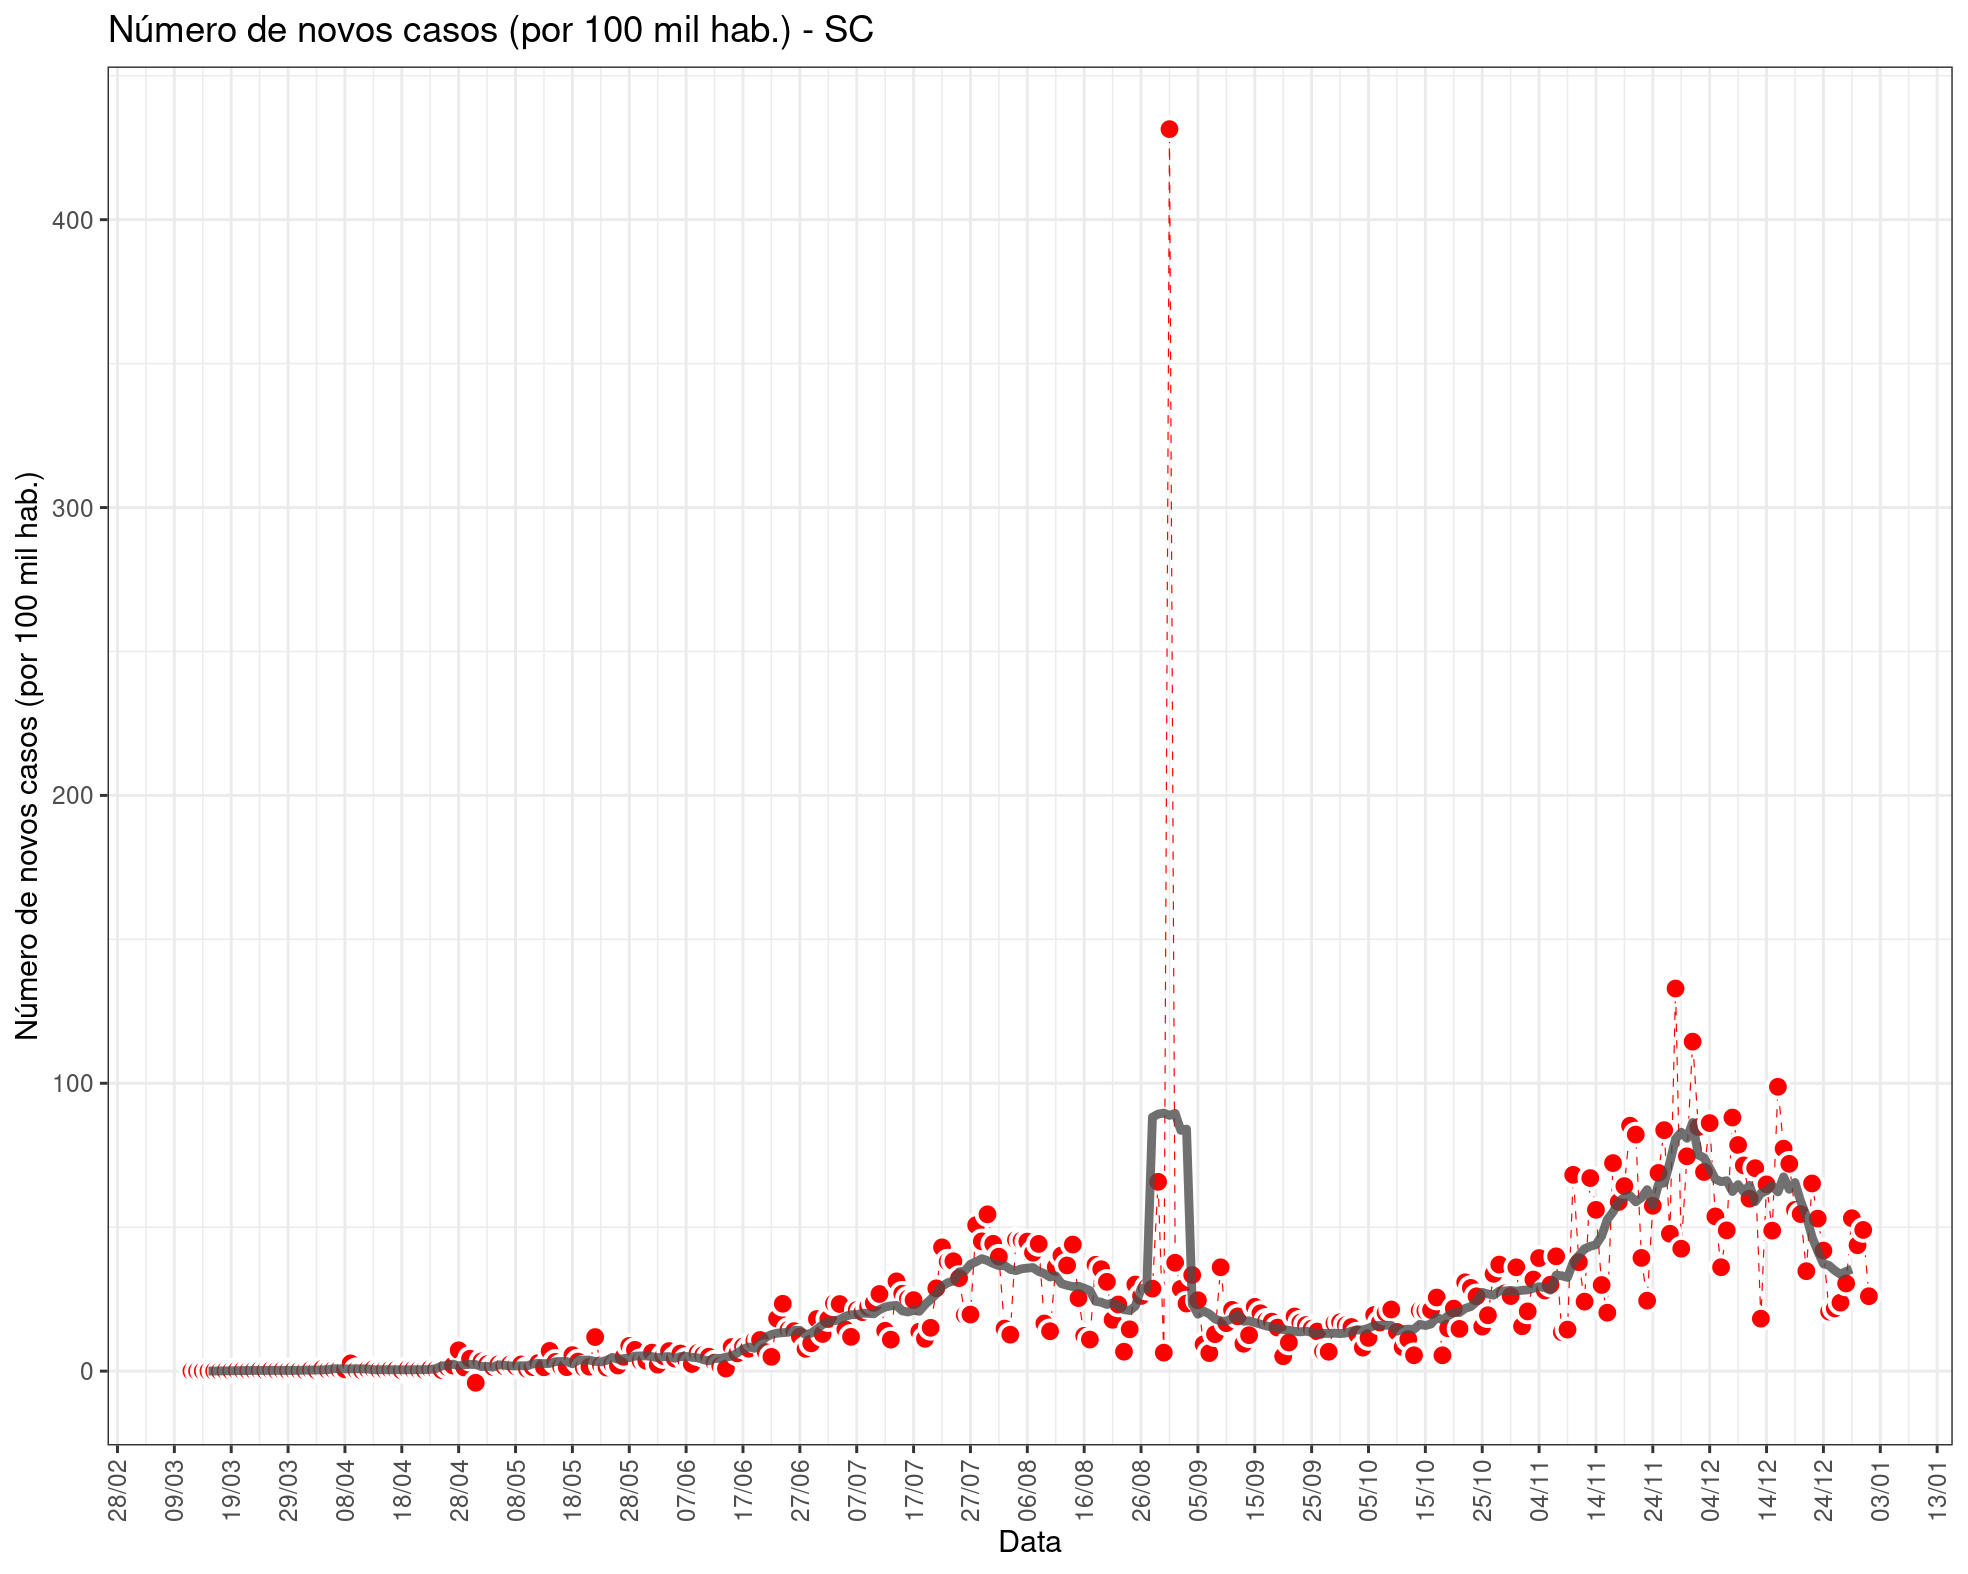 Número de novos casos (por 100 mil hab.) - SC
Número de novos casos (por 100 mil hab.)
400
300
200
100
0
28/02 09/03 19/03 29/03 08/04 18/04 28/04 08/05 18/05 28/05 07/06 17/06 27/06 07/07 17/07 27/07 06/08 16/08 26/08 05/09 15/09 25/09 05/10 15/10 25/10 04/11 14/11 24/11 04/12 14/12 24/12 03/01 13/01
Data